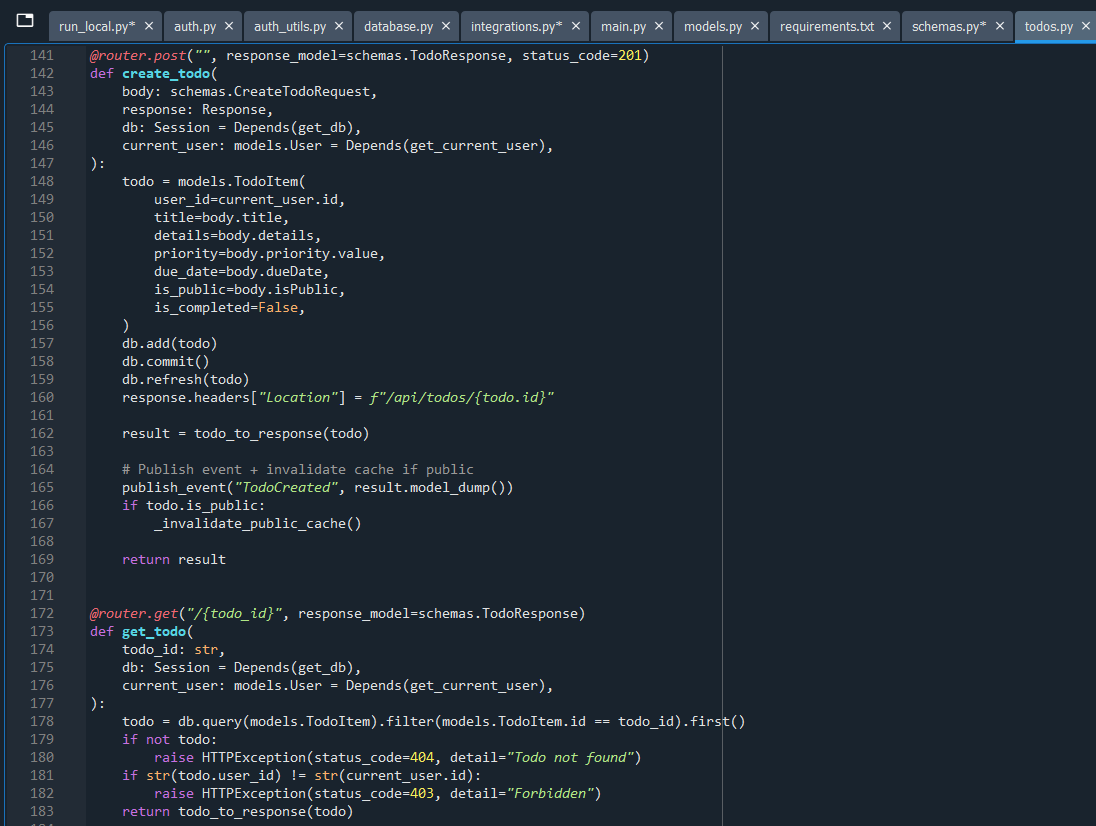 run_local.py* × auth.py × auth_utils.py × database.py × integrations.py* × main.py × models.py × requirements.txt × schemas.py* × todos.py ×
141 @router.post("", response_model=schemas.TodoResponse, status_code=201)
142 def create_todo(
143     body: schemas.CreateTodoRequest,
144     response: Response,
145     db: Session = Depends(get_db),
146     current_user: models.User = Depends(get_current_user),
147 ):
148     todo = models.TodoItem(
149         user_id=current_user.id,
150         title=body.title,
151         details=body.details,
152         priority=body.priority.value,
153         due_date=body.dueDate,
154         is_public=body.isPublic,
155         is_completed=False,
156     )
157     db.add(todo)
158     db.commit()
159     db.refresh(todo)
160     response.headers["Location"] = f"/api/todos/{todo.id}"
161
162     result = todo_to_response(todo)
163
164     # Publish event + invalidate cache if public
165     publish_event("TodoCreated", result.model_dump())
166     if todo.is_public:
167         _invalidate_public_cache()
168
169     return result
170
171
172 @router.get("/{todo_id}", response_model=schemas.TodoResponse)
173 def get_todo(
174     todo_id: str,
175     db: Session = Depends(get_db),
176     current_user: models.User = Depends(get_current_user),
177 ):
178     todo = db.query(models.TodoItem).filter(models.TodoItem.id == todo_id).first()
179     if not todo:
180         raise HTTPException(status_code=404, detail="Todo not found")
181     if str(todo.user_id) != str(current_user.id):
182         raise HTTPException(status_code=403, detail="Forbidden")
183     return todo_to_response(todo)